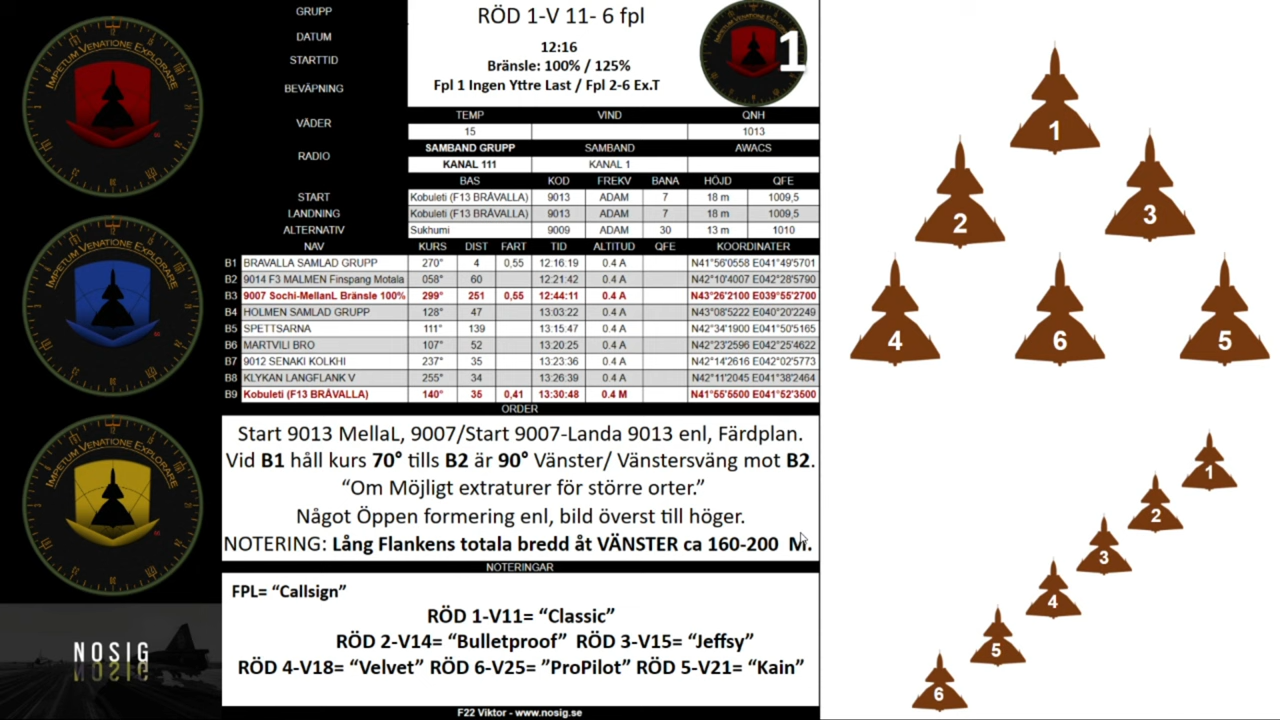 IMPETUM VENATIONE EXPLORARE
IMPETUM VENATIONE EXPLORARE
IMPETUM VENATIONE EXPLORARE
NOSIG
GRUPP RÖD 1-V 11- 6 fpl
DATUM
STARTTID 12:16
Bränsle: 100% / 125%
BEVÄPNING Fpl 1 Ingen Yttre Last / Fpl 2-6 Ex.T
1
VÄDER TEMP VIND QNH
15 1013
RADIO SAMBAND GRUPP SAMBAND AWACS
KANAL 111 KANAL 1
BAS KOD FREKV BANA HÖJD QFE
START Kobuleti (F13 BRÅVALLA) 9013 ADAM 7 18 m 1009,5
LANDNING Kobuleti (F13 BRÅVALLA) 9013 ADAM 7 18 m 1009,5
ALTERNATIV Sukhumi 9009 ADAM 30 13 m 1010
NAV KURS DIST FART TID ALTITUD QFE KOORDINATER
B1 BRAVALLA SAMLAD GRUPP 270° 4 0,55 12.16.19 0.4 A N41°56'0558 E041°49'5701
B2 9014 F3 MALMEN Finspang Motala 058° 60 12:21:42 0.4 A N42°10'4007 E042°28'5790
B3 9007 Sochi-MellanL Bränsle 100% 299° 251 0,55 12:44:11 0.4 A N43°26'2100 E039°55'2700
B4 HOLMEN SAMLAD GRUPP 128° 47 13:03:22 0.4 A N43°08'5222 E040°20'2249
B5 SPETTSARNA 111° 139 13:15.47 0.4 A N42°34'1900 E041°50'5165
B6 MARTVILI BRO 107° 52 13:20:25 0.4 A N42°23'2596 E042°25'4622
B7 9012 SENAKI KOLKHI 237° 35 13:23:36 0.4 A N42°14'2616 E042°02'5773
B8 KLYKAN LANGFLANK V 255° 34 13:26:39 0.4 A N42°11'2045 E041°38'2464
B9 Kobuleti (F13 BRÅVALLA) 140° 35 0,41 13:30:48 0.4 M N41°55'5500 E041°52'3500
ORDER
Start 9013 MellaL, 9007/Start 9007-Landa 9013 enl, Färdplan.
Vid B1 håll kurs 70° tills B2 är 90° Vänster/ Vänstersväng mot B2.
“Om Möjligt extraturer för större orter.”
Något Öppen formering enl, bild överst till höger.
NOTERING: Lång Flankens totala bredd åt VÄNSTER ca 160-200 M.
NOTERINGAR
FPL= “Callsign”
RÖD 1-V11= “Classic”
RÖD 2-V14= “Bulletproof” RÖD 3-V15= “Jeffsy”
RÖD 4-V18= “Velvet” RÖD 6-V25= ”ProPilot” RÖD 5-V21= “Kain”
F22 Viktor - www.nosig.se
1
2
3
4
6
5
1
2
3
4
5
6